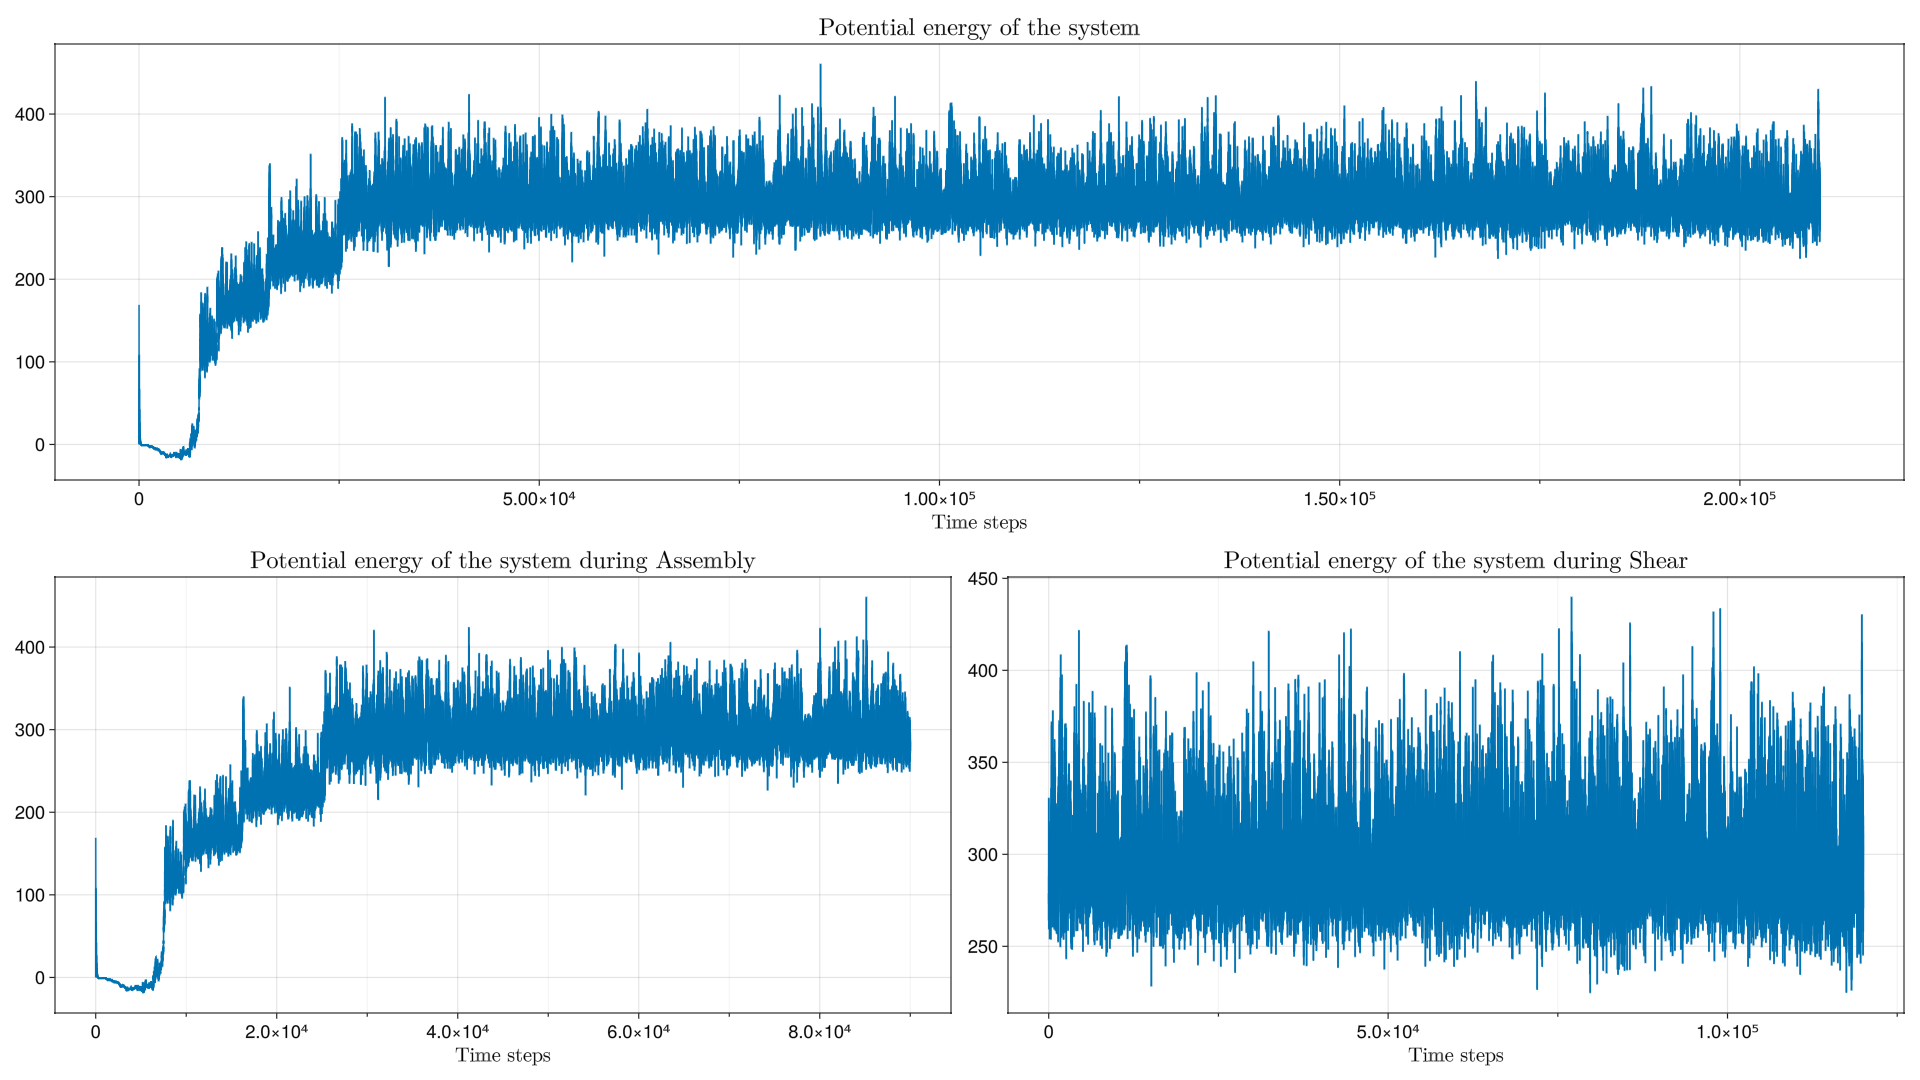 Potential energy of the system
400
300
200
100
0
0 5.00×10⁴ 1.00×10⁵ 1.50×10⁵ 2.00×10⁵
Time steps
Potential energy of the system during Assembly
400
300
200
100
0
0 2.0×10⁴ 4.0×10⁴ 6.0×10⁴ 8.0×10⁴
Time steps
Potential energy of the system during Shear
450
400
350
300
250
0 5.0×10⁴ 1.0×10⁵
Time steps